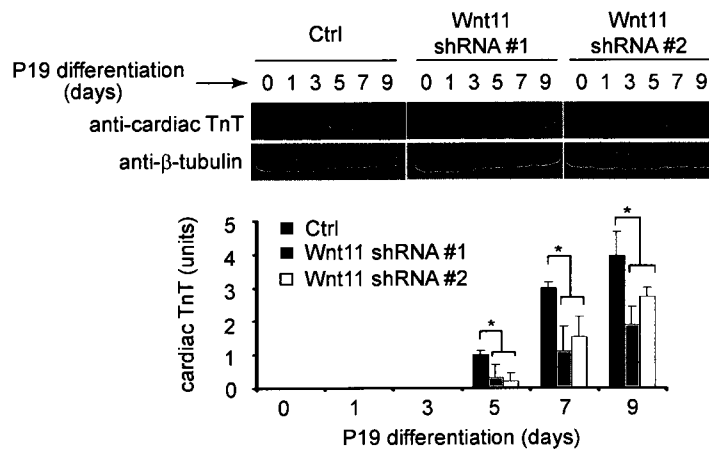 Ctrl
Wnt11 shRNA #1
Wnt11 shRNA #2
P19 differentiation (days)
0 1 3 5 7 9 0 1 3 5 7 9 0 1 3 5 7 9
anti-cardiac TnT
anti-β-tubulin
cardiac TnT (units)
5
4
3
2
1
0
Ctrl
Wnt11 shRNA #1
Wnt11 shRNA #2
*
*
*
0 1 3 5 7 9
P19 differentiation (days)